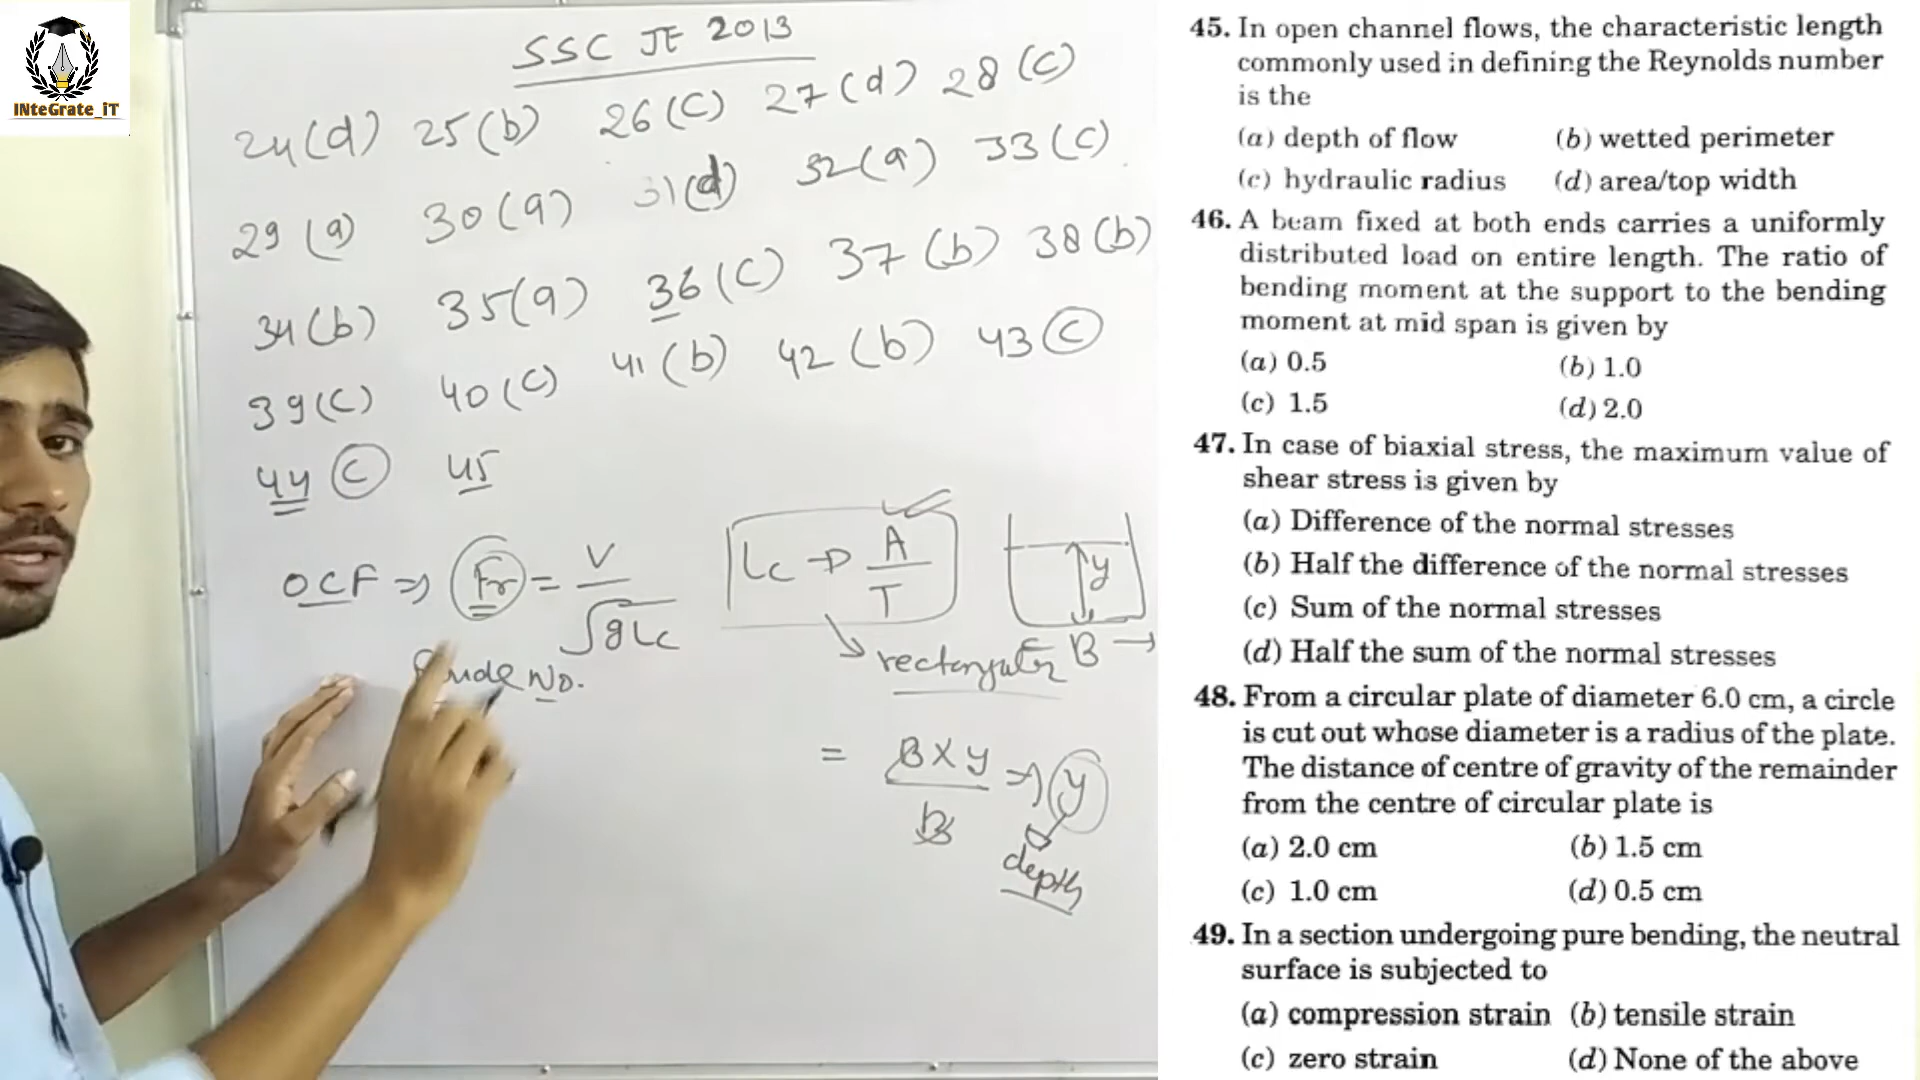 INteGrate_iT
SSC JE 2013
24(d) 25(b) 26(C) 27(d) 28(C)
29(a) 30(a) 31(d) 32(a) 33(C)
34(b) 35(a) 36(C) 37(b) 38(b)
39(C) 40(C) 41(b) 42(b) 43 C
44 C 45
OCF => Fr = V / √gLc
No.
Lc → A / T
y
B →
rectangular
= B x y / B => y
depth
45. In open channel flows, the characteristic length
commonly used in defining the Reynolds number
is the
(a) depth of flow (b) wetted perimeter
(c) hydraulic radius (d) area/top width
46. A beam fixed at both ends carries a uniformly
distributed load on entire length. The ratio of
bending moment at the support to the bending
moment at mid span is given by
(a) 0.5 (b) 1.0
(c) 1.5 (d) 2.0
47. In case of biaxial stress, the maximum value of
shear stress is given by
(a) Difference of the normal stresses
(b) Half the difference of the normal stresses
(c) Sum of the normal stresses
(d) Half the sum of the normal stresses
48. From a circular plate of diameter 6.0 cm, a circle
is cut out whose diameter is a radius of the plate.
The distance of centre of gravity of the remainder
from the centre of circular plate is
(a) 2.0 cm (b) 1.5 cm
(c) 1.0 cm (d) 0.5 cm
49. In a section undergoing pure bending, the neutral
surface is subjected to
(a) compression strain (b) tensile strain
(c) zero strain (d) None of the above